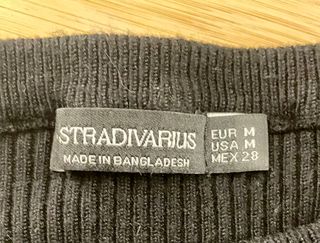 STRADIVARIUS
MADE IN BANGLADESH
EUR M
USA M
MEX 28